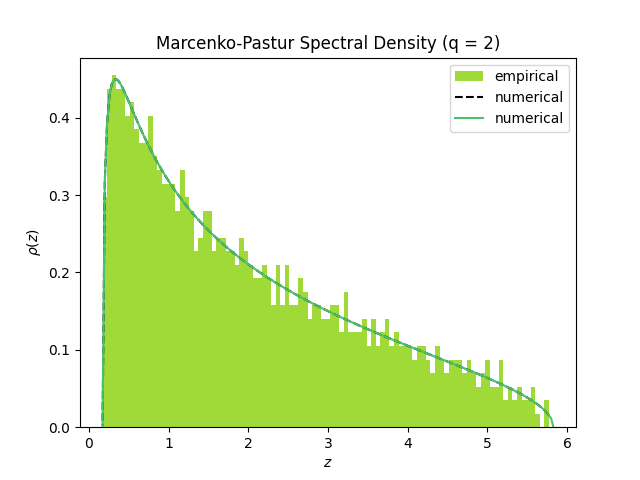 Marcenko-Pastur Spectral Density (q = 2)
empirical
numerical
numerical
ρ(z)
0.4
0.3
0.2
0.1
0.0
0 1 2 3 4 5 6
z